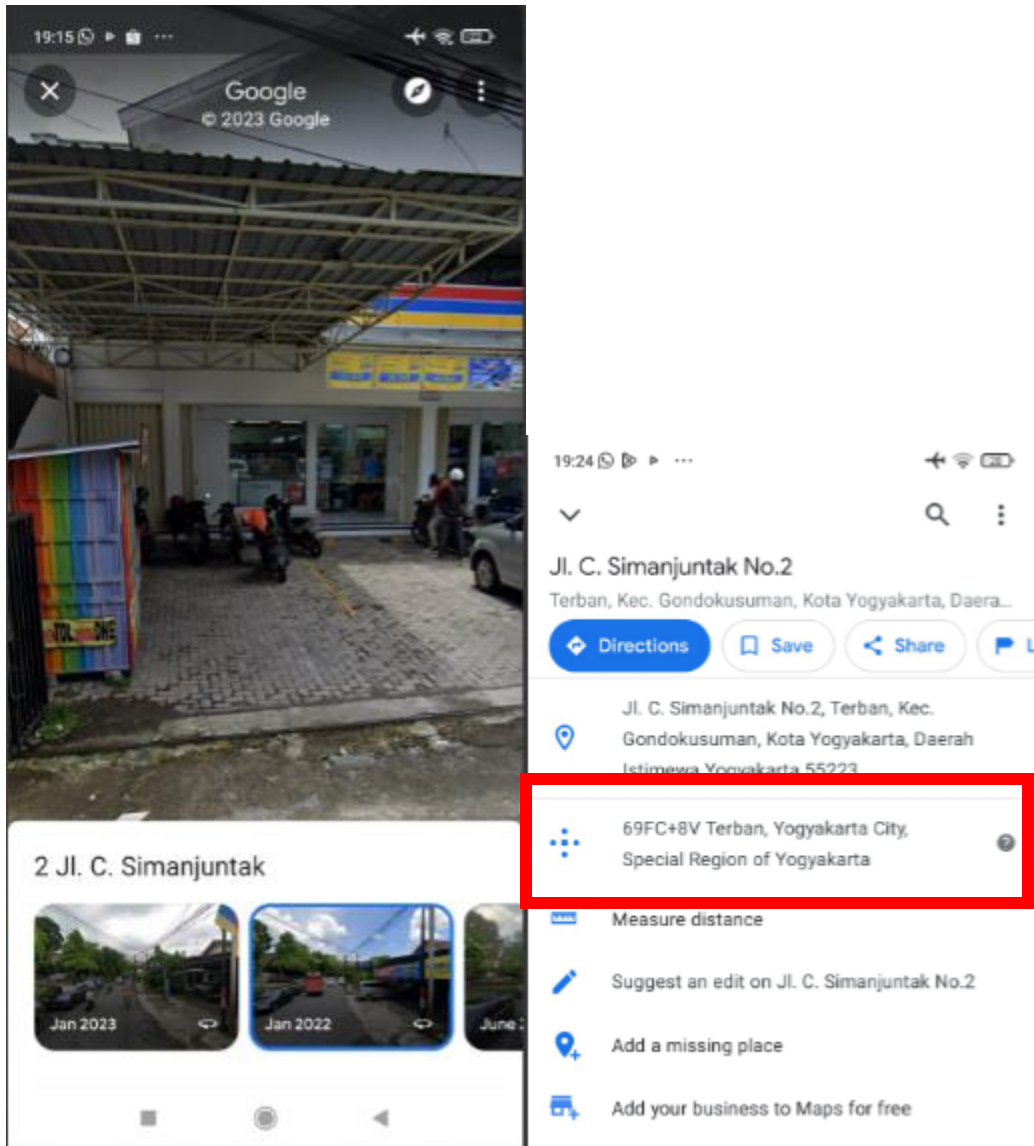 19:15
Google
© 2023 Google
2 Jl. C. Simanjuntak
Jan 2023
Jan 2022
June
19:24
Jl. C. Simanjuntak No.2
Terban, Kec. Gondokusuman, Kota Yogyakarta, Daera...
Directions
Save
Share
L
Jl. C. Simanjuntak No.2, Terban, Kec.
Gondokusuman, Kota Yogyakarta, Daerah
Istimewa Yogyakarta 55223
69FC+8V Terban, Yogyakarta City,
Special Region of Yogyakarta
Measure distance
Suggest an edit on Jl. C. Simanjuntak No.2
Add a missing place
Add your business to Maps for free